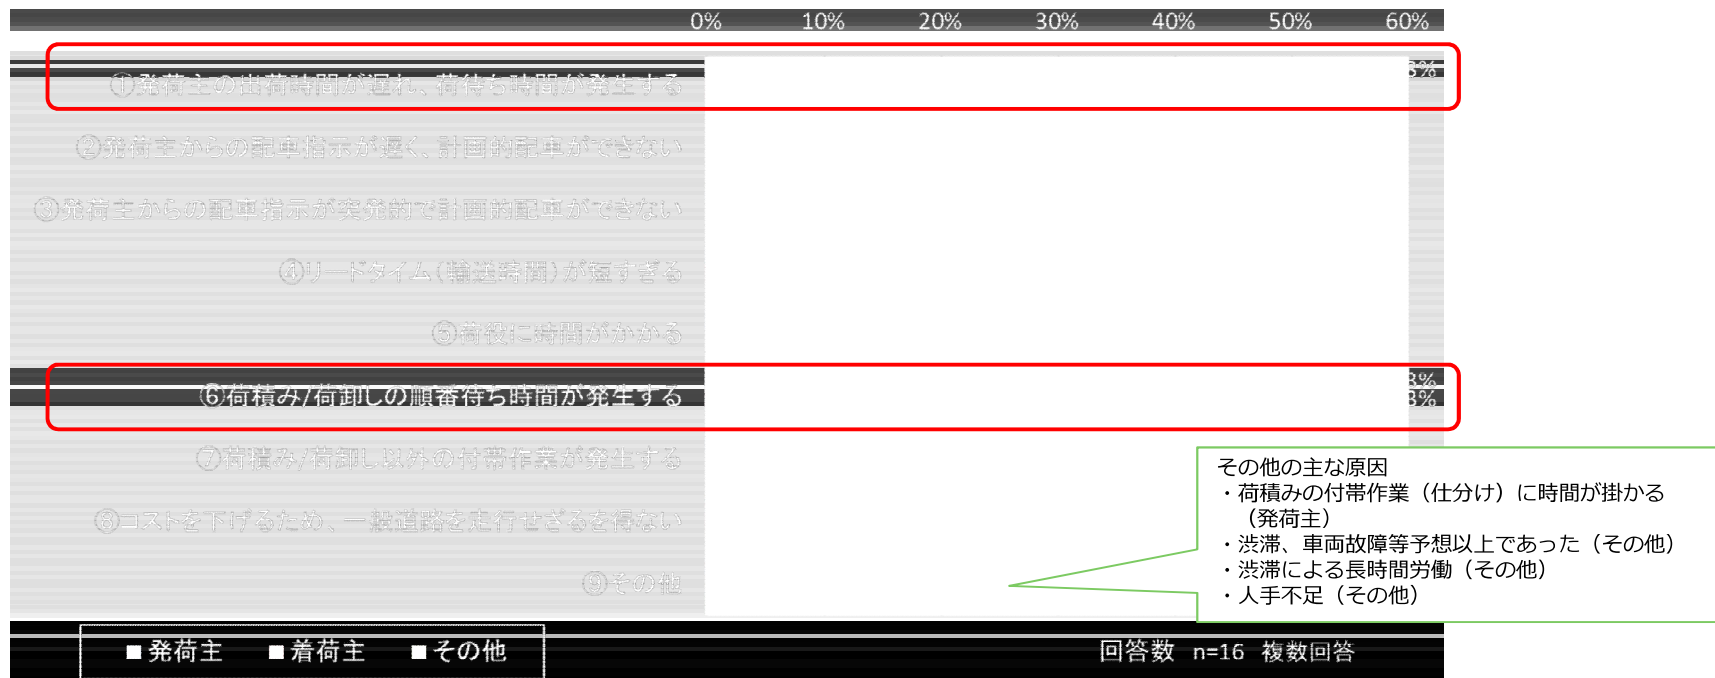 0% 10% 20% 30% 40% 50% 60%
①発荷主の出荷時間が遅れ、荷待ち時間が発生する
3%
②発荷主からの配車指示が遅く、計画的配車ができない
③発荷主からの配車指示が突発的で計画的配車ができない
④リードタイム(輸送時間)が短すぎる
⑤荷役に時間がかかる
3%
⑥荷積み/荷卸しの順番待ち時間が発生する
3%
⑦荷積み/荷卸し以外の付帯作業が発生する
⑧コストを下げるため、一般道路を走行せざるを得ない
⑨その他
その他の主な原因
・荷積みの付帯作業（仕分け）に時間が掛かる
（発荷主）
・渋滞、車両故障等予想以上であった（その他）
・渋滞による長時間労働（その他）
・人手不足（その他）
■発荷主 ■着荷主 ■その他
回答数 n=16 複数回答